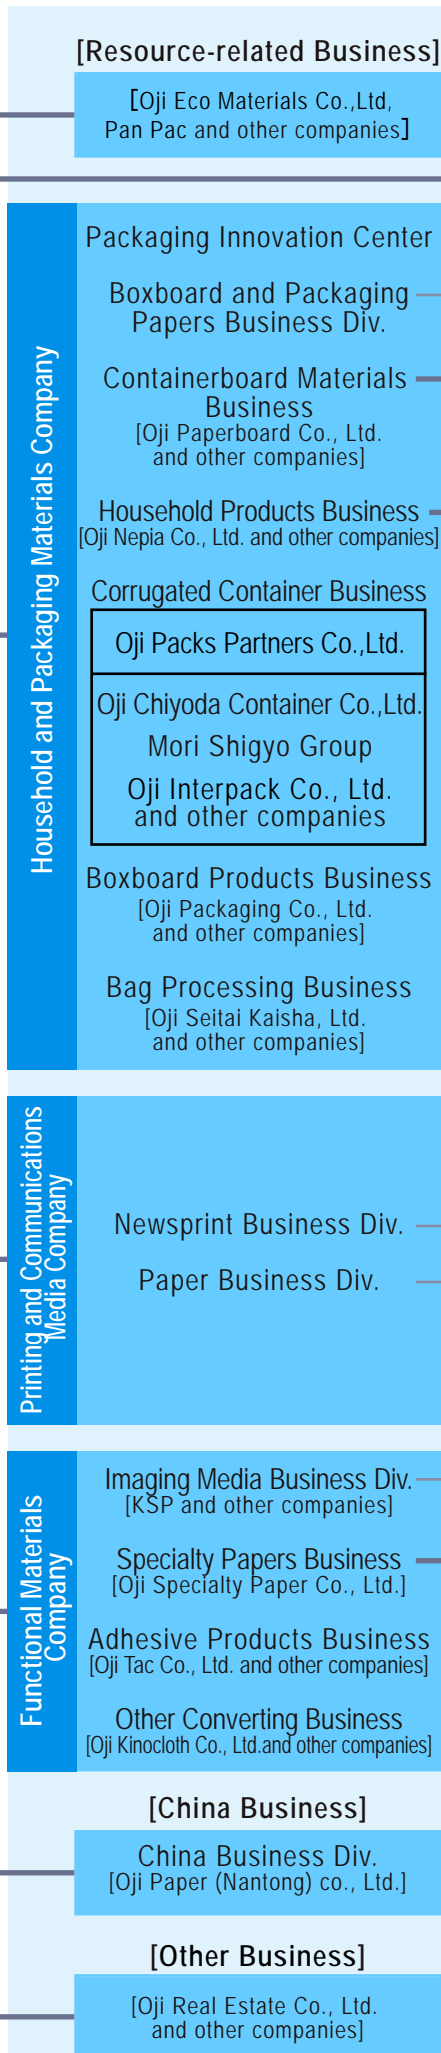 [Resource-related Business]
[Oji Eco Materials Co.,Ltd,
Pan Pac and other companies]
Household and Packaging Materials Company
Packaging Innovation Center
Boxboard and Packaging
Papers Business Div.
Containerboard Materials
Business
[Oji Paperboard Co., Ltd.
and other companies]
Household Products Business
[Oji Nepia Co., Ltd. and other companies]
Corrugated Container Business
Oji Packs Partners Co.,Ltd.
Oji Chiyoda Container Co.,Ltd.
Mori Shigyo Group
Oji Interpack Co., Ltd.
and other companies
Boxboard Products Business
[Oji Packaging Co., Ltd.
and other companies]
Bag Processing Business
[Oji Seitai Kaisha, Ltd.
and other companies]
Printing and Communications
Media Company
Newsprint Business Div.
Paper Business Div.
Functional Materials
Company
Imaging Media Business Div.
[KSP and other companies]
Specialty Papers Business
[Oji Specialty Paper Co., Ltd.]
Adhesive Products Business
[Oji Tac Co., Ltd. and other companies]
Other Converting Business
[Oji Kinocloth Co., Ltd.and other companies]
[China Business]
China Business Div.
[Oji Paper (Nantong) co., Ltd.]
[Other Business]
[Oji Real Estate Co., Ltd.
and other companies]